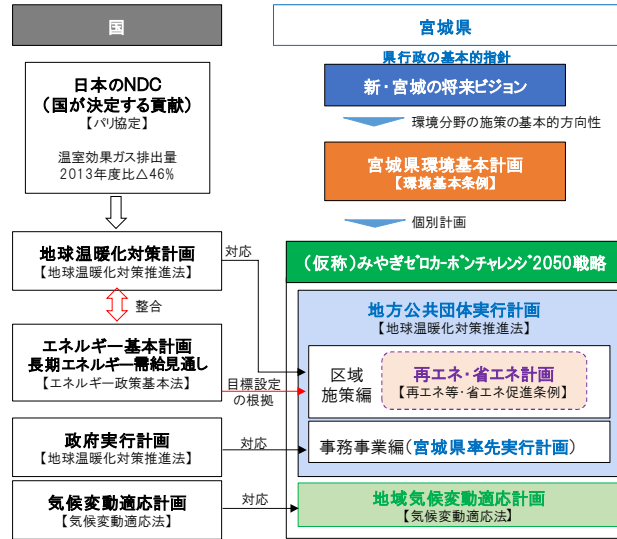 国
宮城県
県行政の基本的指針
日本のNDC
（国が決定する貢献）
【パリ協定】
温室効果ガス排出量
2013年度比△46%
新・宮城の将来ビジョン
環境分野の施策の基本的方向性
宮城県環境基本計画
【環境基本条例】
個別計画
地球温暖化対策計画
【地球温暖化対策推進法】
対応
整合
エネルギー基本計画
長期エネルギー需給見通し
【エネルギー政策基本法】
目標設定
の根拠
政府実行計画
【地球温暖化対策推進法】
対応
気候変動適応計画
【気候変動適応法】
対応
（仮称）みやぎｾﾞﾛｶｰﾎﾞﾝﾁｬﾚﾝｼﾞ2050戦略
地方公共団体実行計画
【地球温暖化対策推進法】
区域
施策編
再エネ・省エネ計画
【再エネ等・省エネ促進条例】
事務事業編（宮城県率先実行計画）
地域気候変動適応計画
【気候変動適応法】